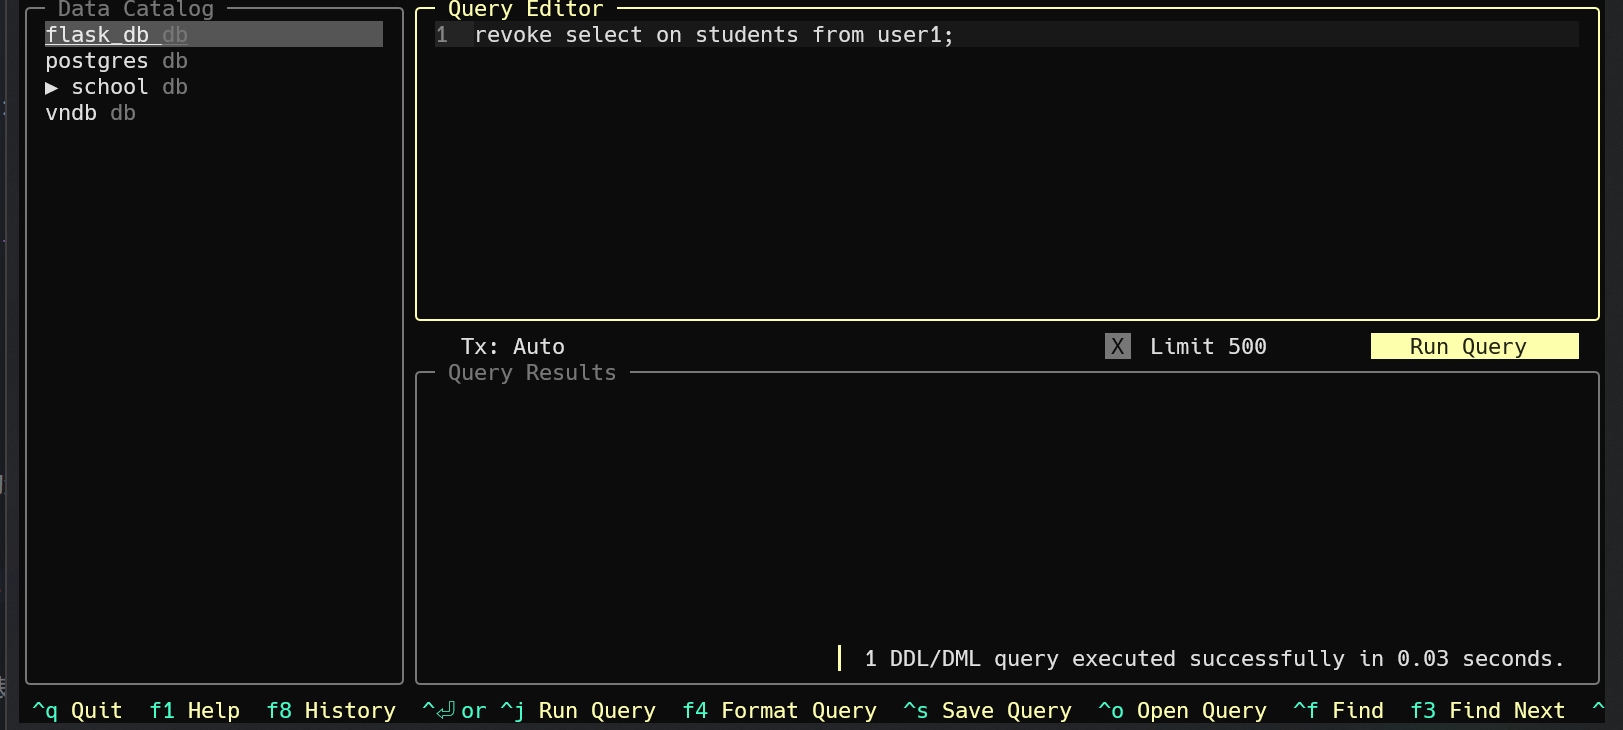 Data Catalog
flask_db db
postgres db
▶ school db
vndb db
Query Editor
1 revoke select on students from user1;
Tx: Auto
X Limit 500
Run Query
Query Results
1 DDL/DML query executed successfully in 0.03 seconds.
^q Quit f1 Help f8 History ^⏎ or ^j Run Query f4 Format Query ^s Save Query ^o Open Query ^f Find f3 Find Next ^